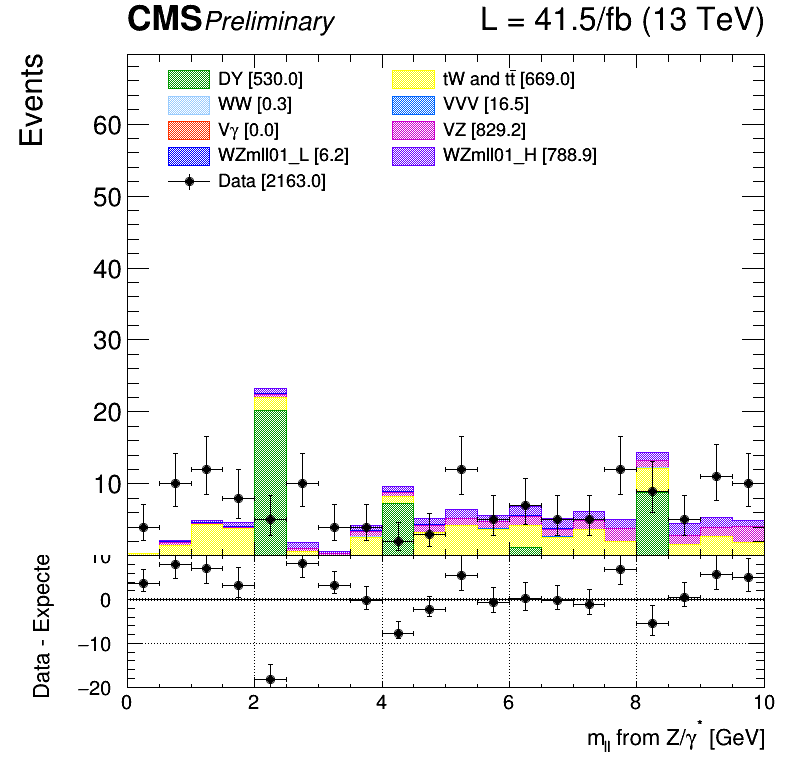 CMS Preliminary L = 41.5/fb (13 TeV)
Events
DY [530.0] tW and tt̄ [669.0]
WW [0.3] VVV [16.5]
Vγ [0.0] VZ [829.2]
WZmll01_L [6.2] WZmll01_H [788.9]
Data [2163.0]
60
50
40
30
20
10
Data - Expecte
10
0
−10
−20
0 2 4 6 8 10
m_ll from Z/γ* [GeV]